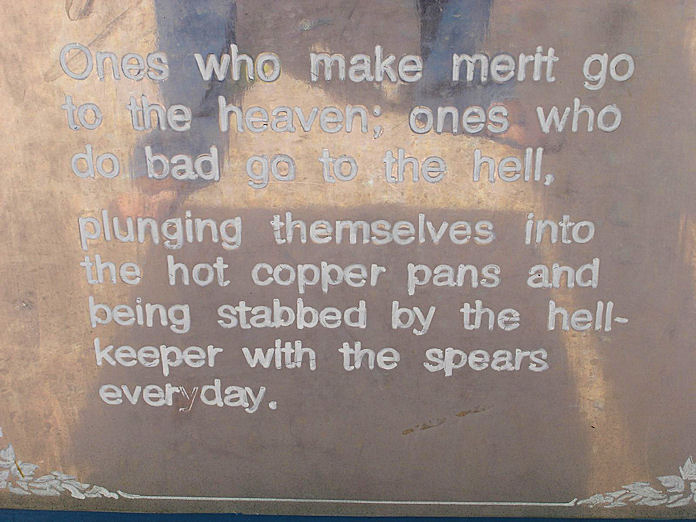 Ones who make merit go
to the heaven; ones who
do bad go to the hell,
plunging themselves into
the hot copper pans and
being stabbed by the hell-
keeper with the spears
everyday.